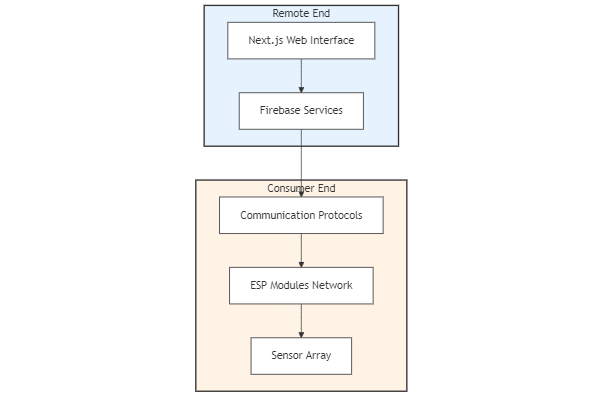 Remote End
Next.js Web Interface
Firebase Services
Consumer End
Communication Protocols
ESP Modules Network
Sensor Array